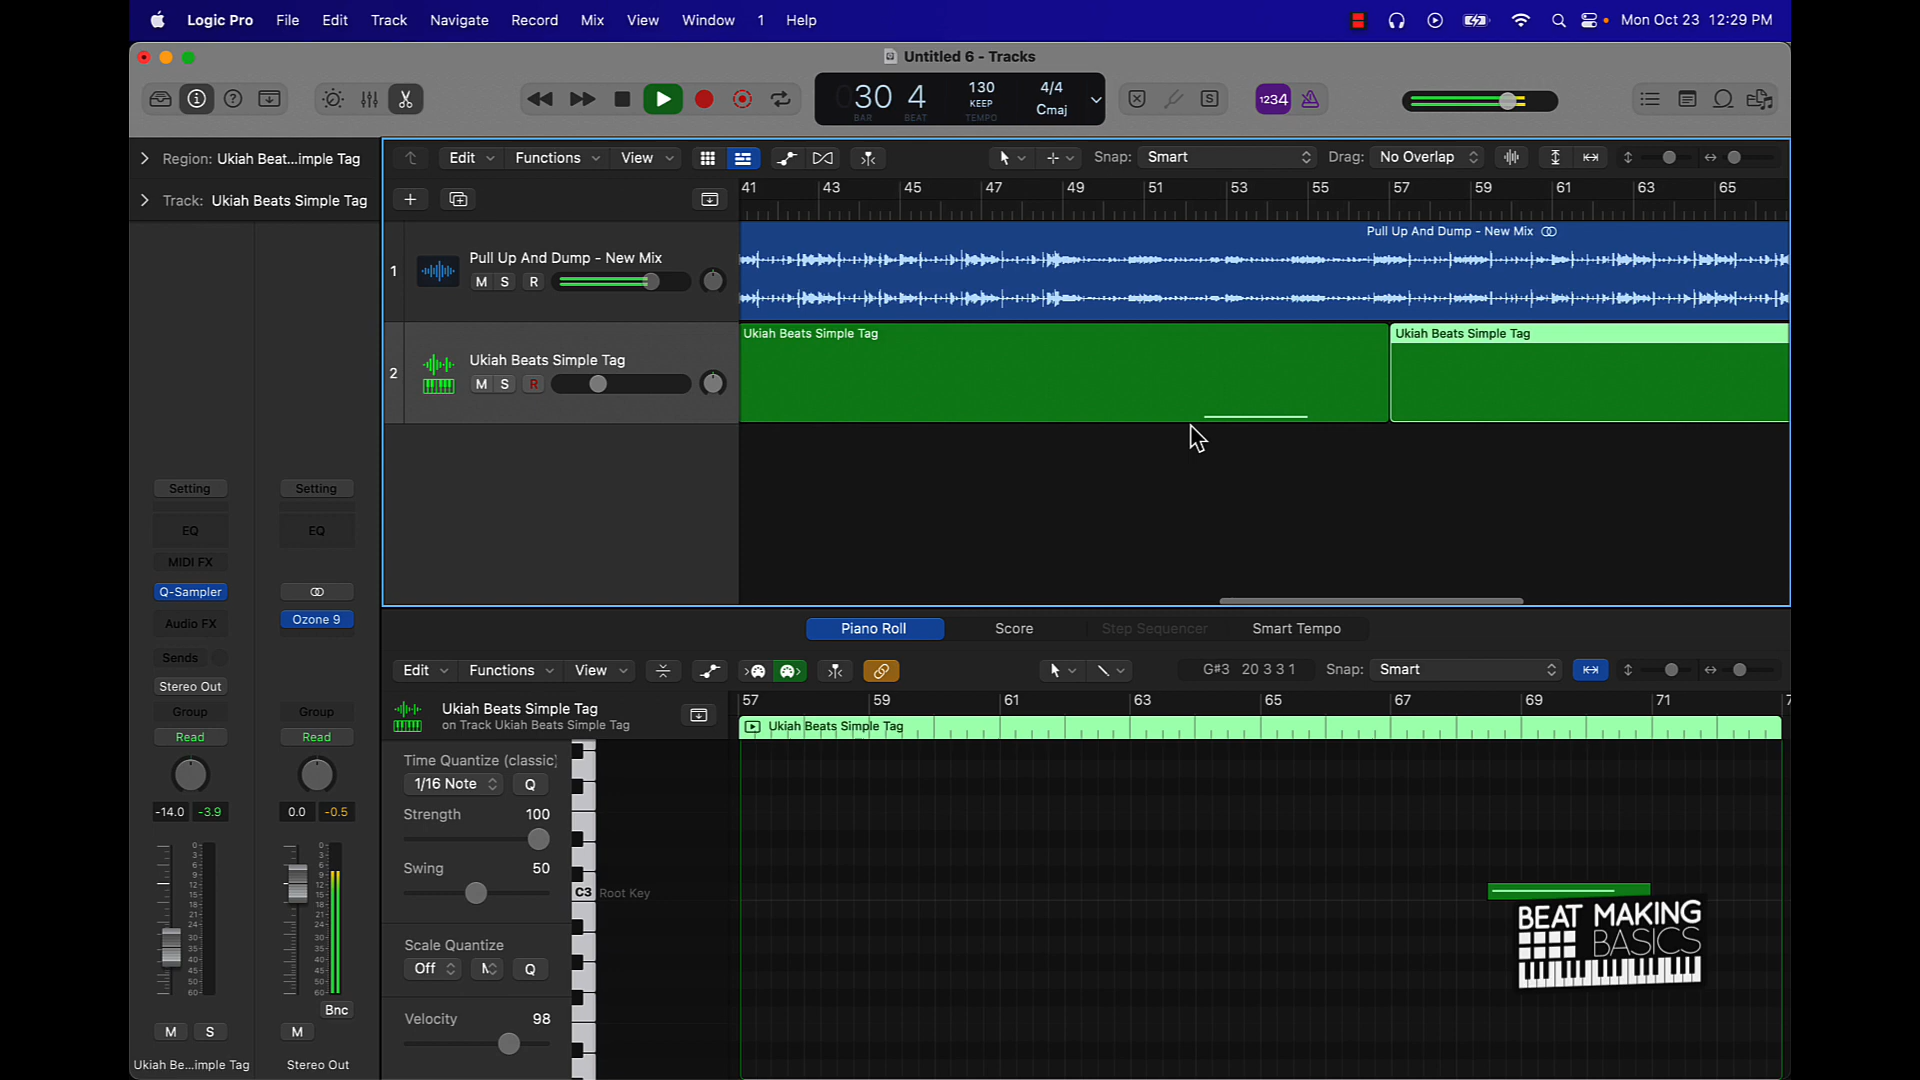 Logic Pro File Edit Track Navigate Record Mix View Window 1 Help Mon Oct 23 12:29 PM
Untitled 6 - Tracks
30 4 130 4/4
KEEP Cmaj
BAR BEAT TEMPO
1234
Region: Ukiah Beat...imple Tag
Edit Functions View Snap: Smart Drag: No Overlap
Track: Ukiah Beats Simple Tag
41 43 45 47 49 51 53 55 57 59 61 63 65
1 Pull Up And Dump - New Mix
M S R
Pull Up And Dump - New Mix
2 Ukiah Beats Simple Tag
M S R
Ukiah Beats Simple Tag Ukiah Beats Simple Tag
Setting Setting
EQ EQ
MIDI FX
Q-Sampler
Audio FX Ozone 9
Sends
Stereo Out
Group Group
Read Read
-14.0 -3.9 0.0 -0.5
Bnc
M S M
Ukiah Be...imple Tag Stereo Out
Piano Roll Score Step Sequencer Smart Tempo
Edit Functions View G#3 20 3 3 1 Snap: Smart
Ukiah Beats Simple Tag
on Track Ukiah Beats Simple Tag
57 59 61 63 65 67 69 71
Ukiah Beats Simple Tag
Time Quantize (classic)
1/16 Note Q
Strength 100
Swing 50
C3 Root Key
Scale Quantize
Off Q
Velocity 98
BEAT MAKING
BASICS